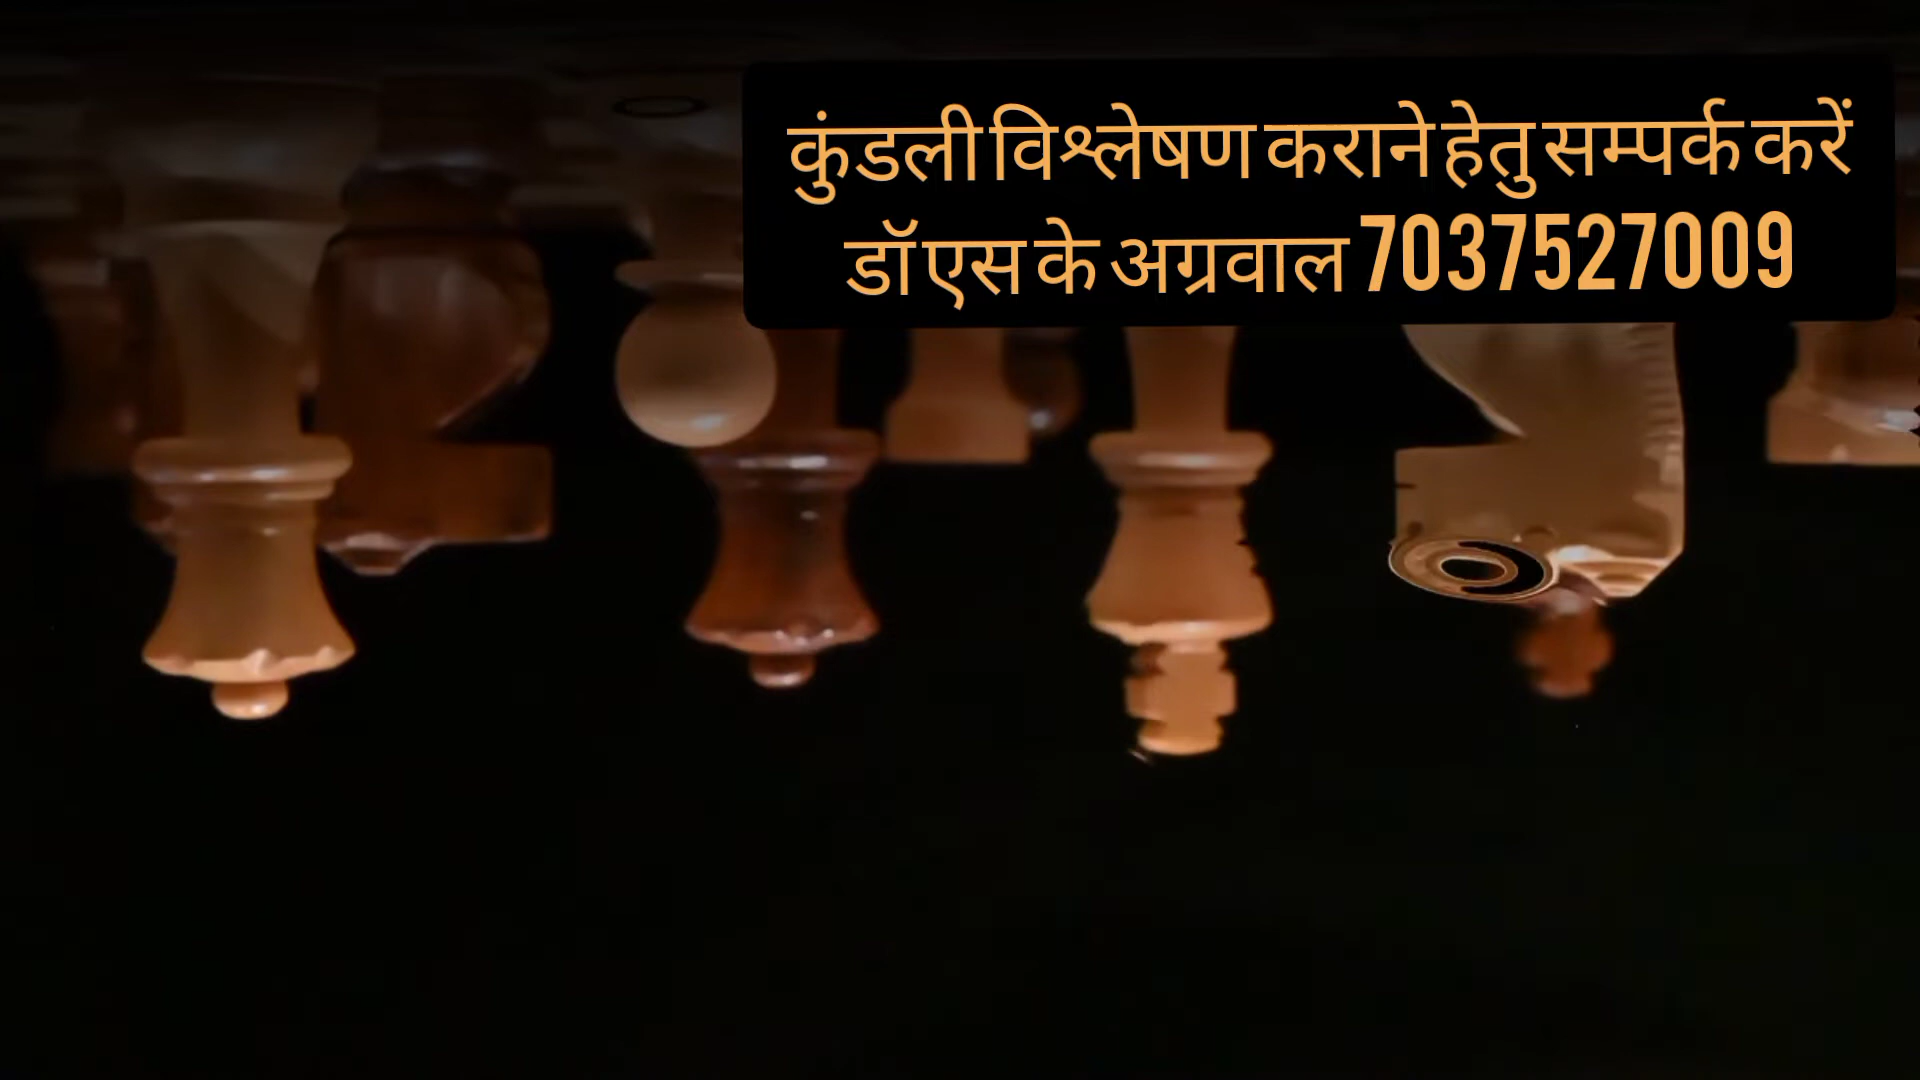 कुंडली विश्लेषण कराने हेतु सम्पर्क करें
डॉ एस के अग्रवाल 7037527009